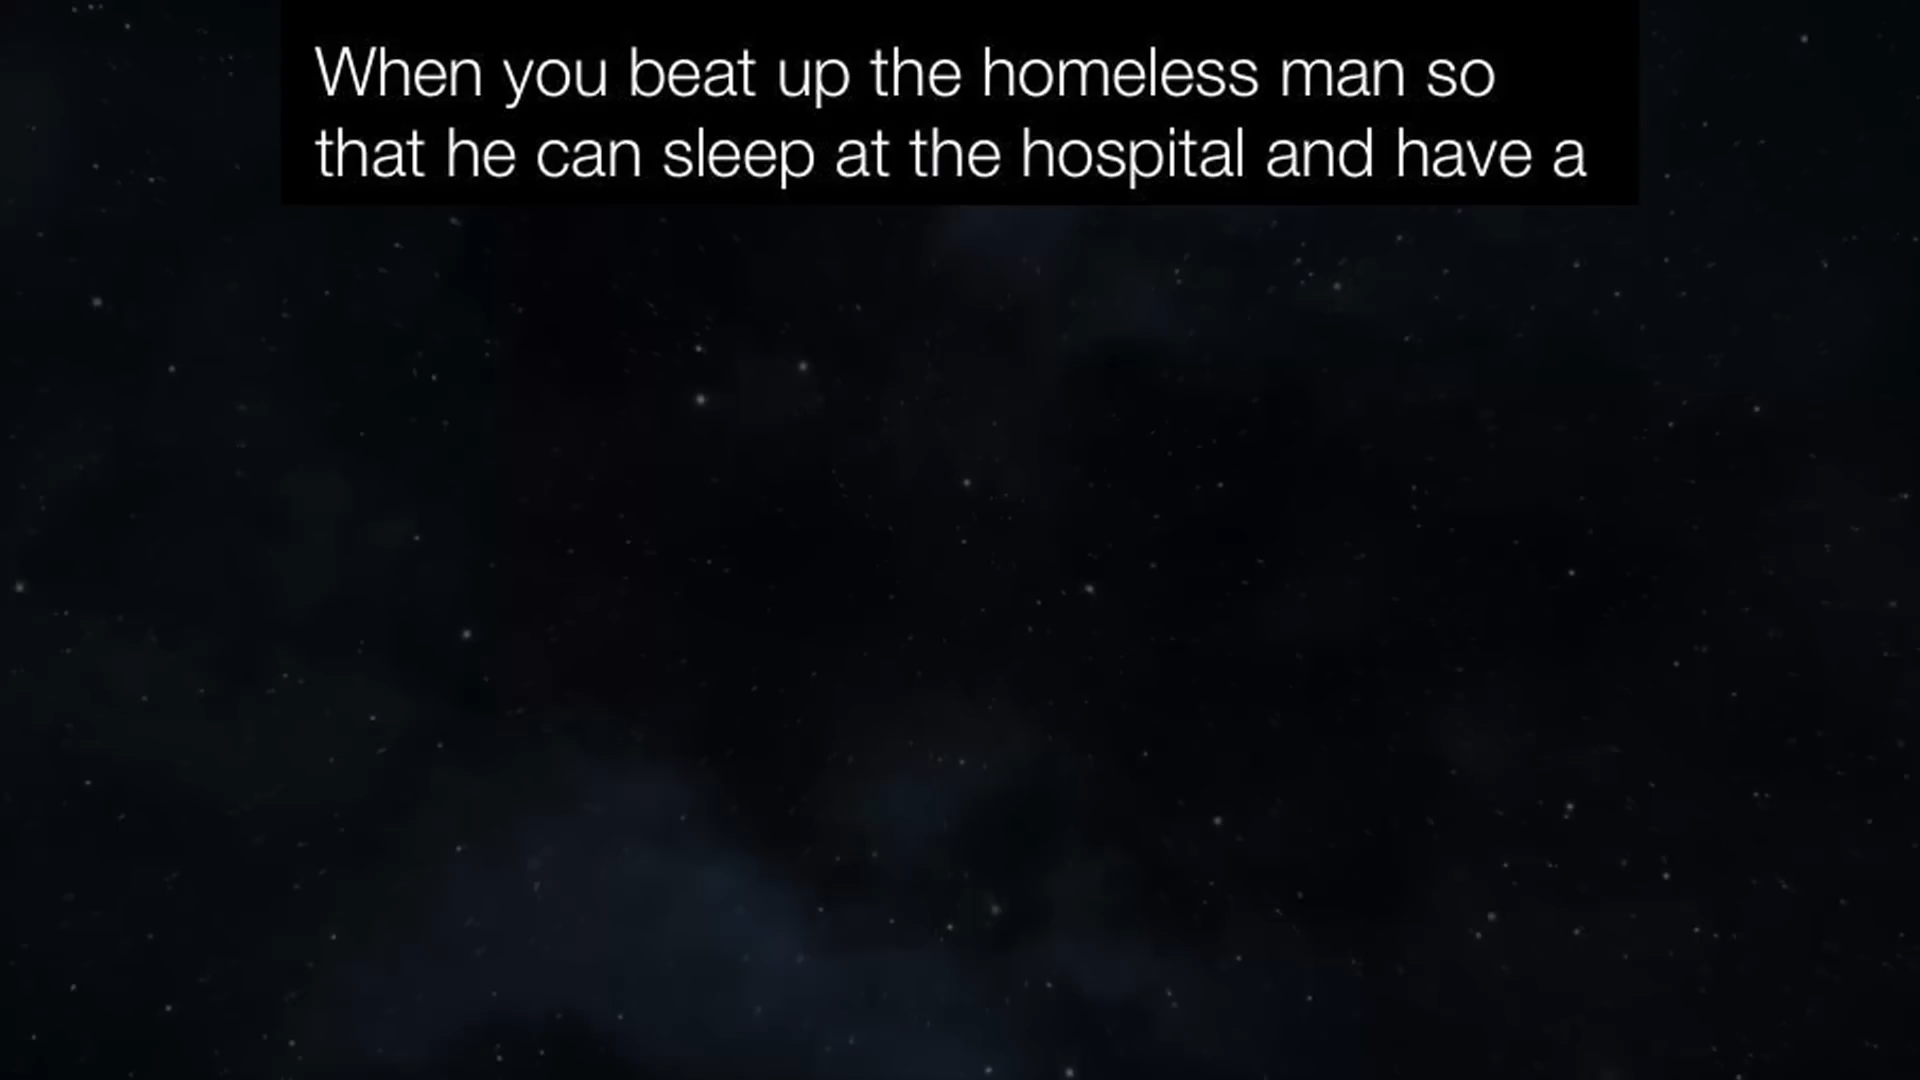 When you beat up the homeless man so
that he can sleep at the hospital and have a